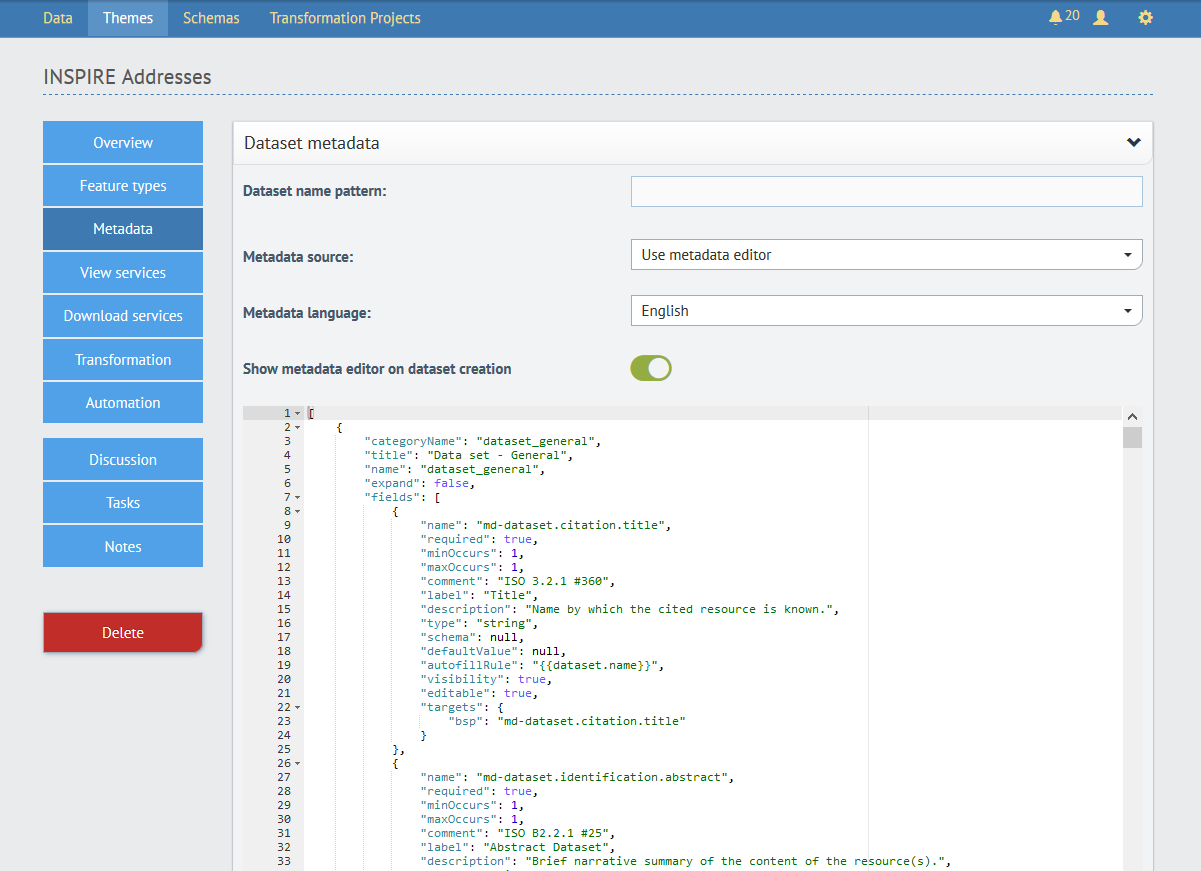 Data Themes Schemas Transformation Projects 20
INSPIRE Addresses
Overview
Feature types
Metadata
View services
Download services
Transformation
Automation
Discussion
Tasks
Notes
Delete
Dataset metadata
Dataset name pattern:
Metadata source: Use metadata editor
Metadata language: English
Show metadata editor on dataset creation
1 [
2 {
3 "categoryName": "dataset_general",
4 "title": "Data set - General",
5 "name": "dataset_general",
6 "expand": false,
7 "fields": [
8 {
9 "name": "md-dataset.citation.title",
10 "required": true,
11 "minOccurs": 1,
12 "maxOccurs": 1,
13 "comment": "ISO 3.2.1 #360",
14 "label": "Title",
15 "description": "Name by which the cited resource is known.",
16 "type": "string",
17 "schema": null,
18 "defaultValue": null,
19 "autofillRule": "{{dataset.name}}",
20 "visibility": true,
21 "editable": true,
22 "targets": {
23 "bsp": "md-dataset.citation.title"
24 }
25 },
26 {
27 "name": "md-dataset.identification.abstract",
28 "required": true,
29 "minOccurs": 1,
30 "maxOccurs": 1,
31 "comment": "ISO B2.2.1 #25",
32 "label": "Abstract Dataset",
33 "description": "Brief narrative summary of the content of the resource(s).",